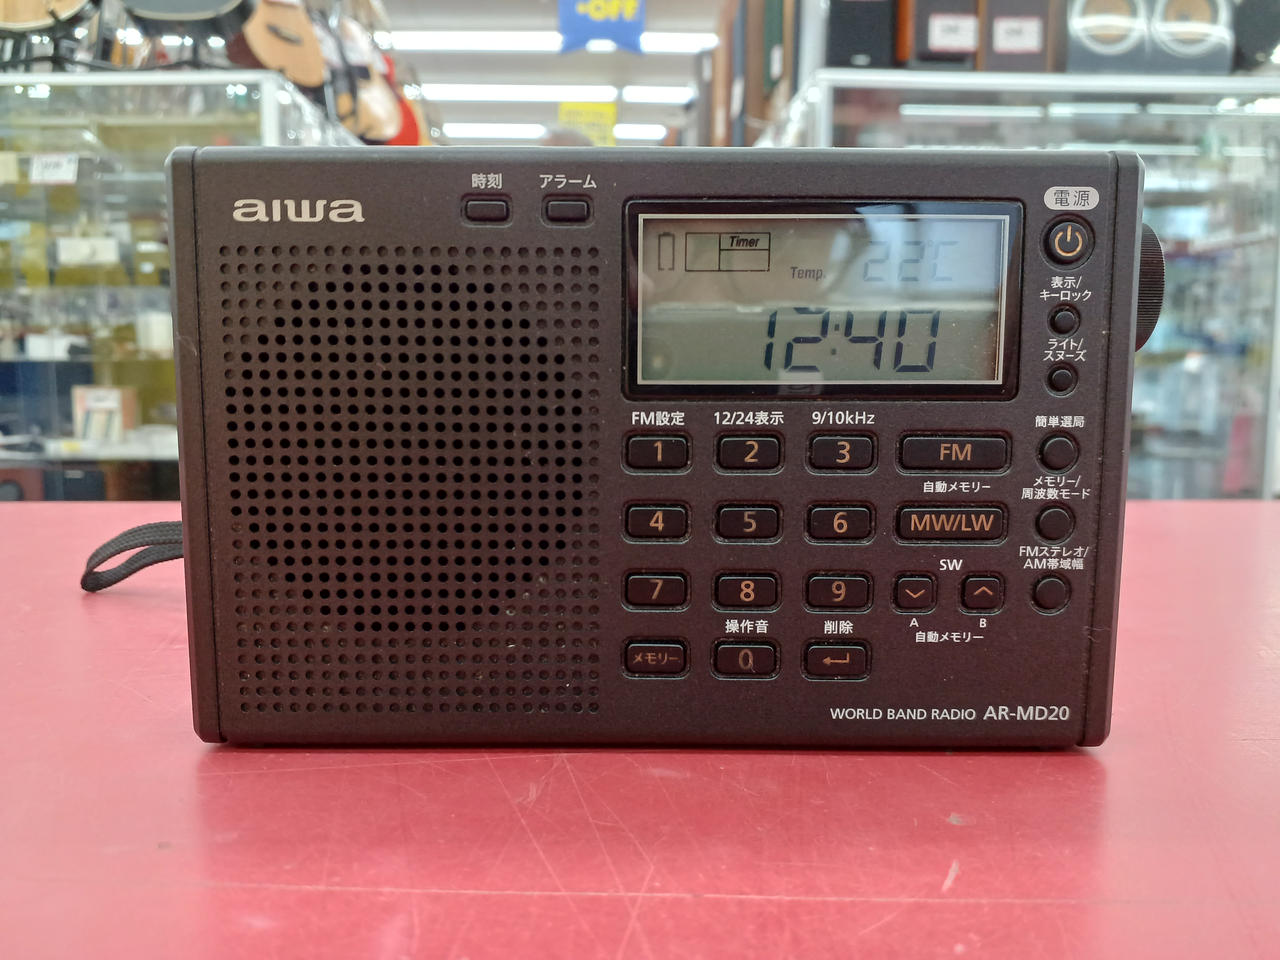 -OFF
aiwa
時刻
アラーム
電源
Timer
Temp.
22℃
12:40
表示/
キーロック
ライト/
スヌーズ
FM設定
12/24表示
9/10kHz
簡単選局
1
2
3
FM
自動メモリー
メモリー/
周波数モード
4
5
6
MW/LW
SW
FMステレオ/
AM帯域幅
7
8
9
A
B
操作音
削除
自動メモリー
メモリー
0
WORLD BAND RADIO AR-MD20